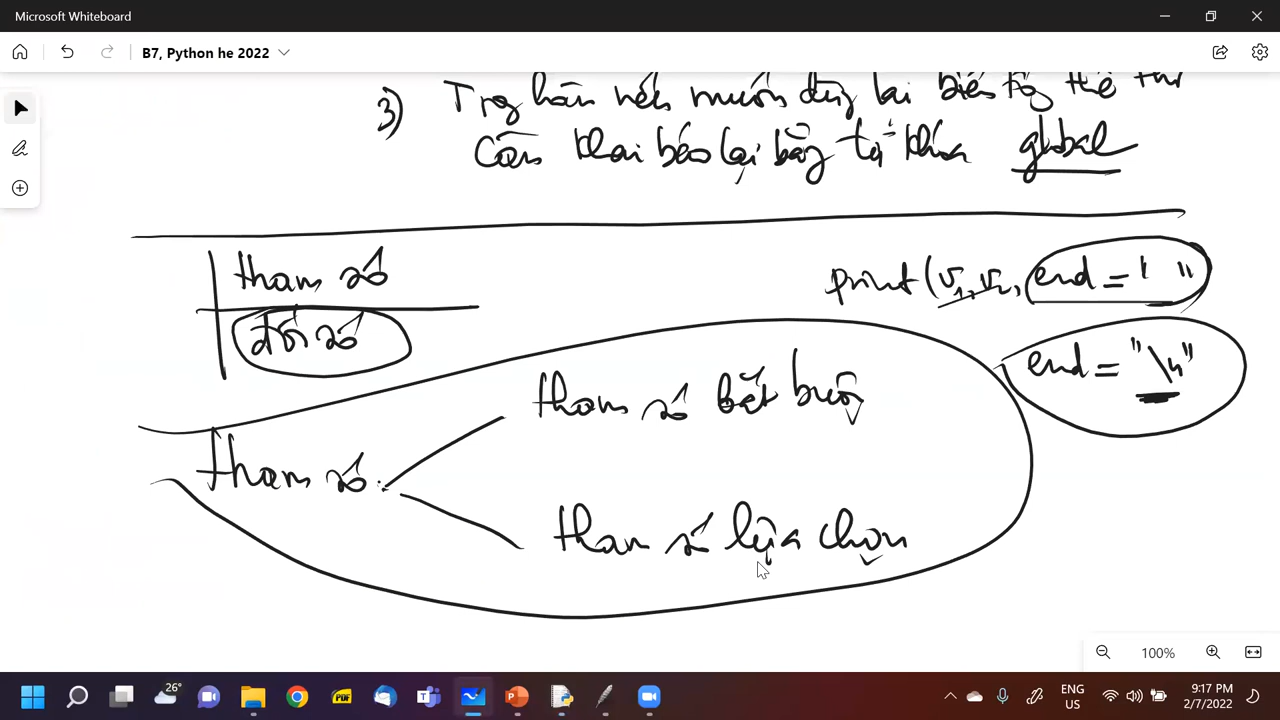 Microsoft Whiteboard
B7, Python he 2022
3) Trong hàm nếu muốn dùng lại biến tổng thể thì
Cần khai báo lại bằng từ khóa global
tham số
đối số
print (v1, v2, end = ' "
end = "\n"
tham số bắt buộc
tham số:
tham số lựa chọn
100%
26°
PDF
ENG
US
9:17 PM
2/7/2022